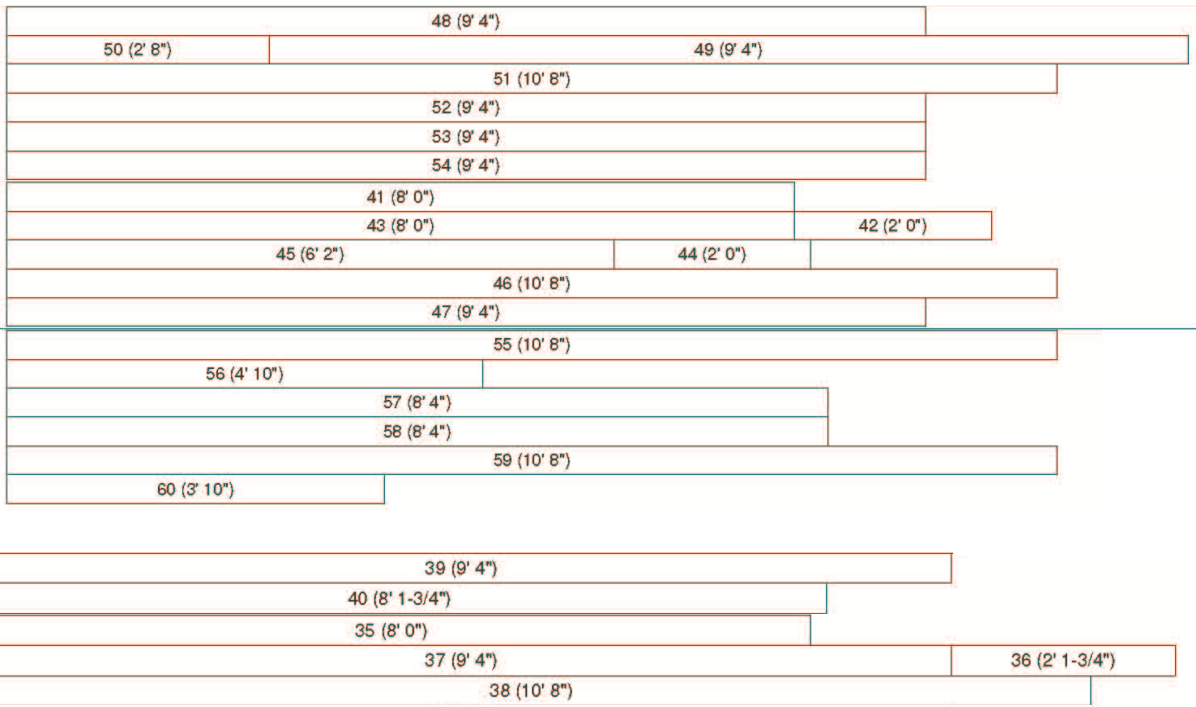 48 (9' 4")
50 (2' 8") 49 (9' 4")
51 (10' 8")
52 (9' 4")
53 (9' 4")
54 (9' 4")
41 (8' 0")
43 (8' 0") 42 (2' 0")
45 (6' 2") 44 (2' 0")
46 (10' 8")
47 (9' 4")
55 (10' 8")
56 (4' 10")
57 (8' 4")
58 (8' 4")
59 (10' 8")
60 (3' 10")
39 (9' 4")
40 (8' 1-3/4")
35 (8' 0")
37 (9' 4") 36 (2' 1-3/4")
38 (10' 8")